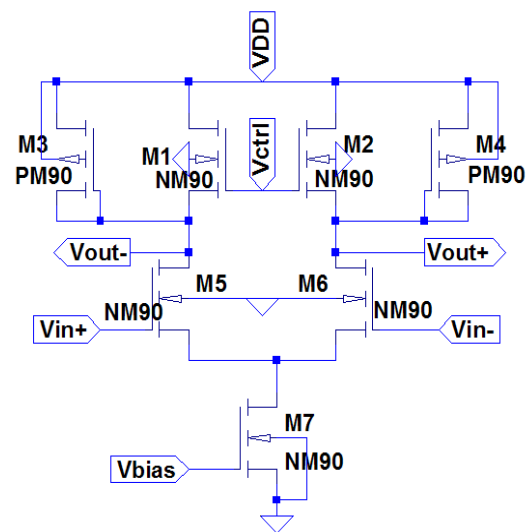 VDD
M3
M1
Vctrl
M2
M4
PM90
NM90
NM90
PM90
Vout-
Vout+
M5
M6
NM90
NM90
Vin+
Vin-
M7
Vbias
NM90